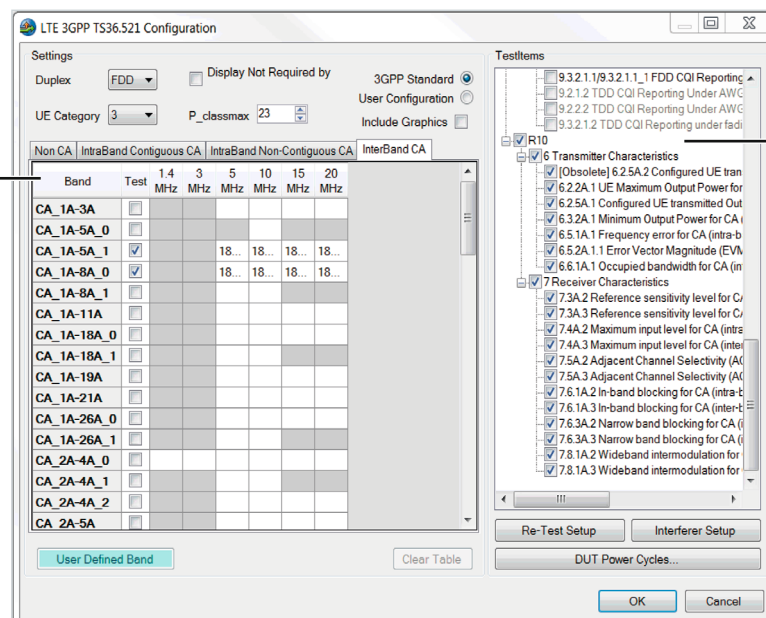 LTE 3GPP TS36.521 Configuration
Settings
Duplex FDD
Display Not Required by
3GPP Standard
User Configuration
UE Category 3
P_classmax 23
Include Graphics
Non CA IntraBand Contiguous CA IntraBand Non-Contiguous CA InterBand CA
Band Test 1.4 MHz 3 MHz 5 MHz 10 MHz 15 MHz 20 MHz
CA_1A-3A
CA_1A-5A_0
CA_1A-5A_1 18... 18... 18... 18...
CA_1A-8A_0 18... 18... 18... 18...
CA_1A-8A_1
CA_1A-11A
CA_1A-18A_0
CA_1A-18A_1
CA_1A-19A
CA_1A-21A
CA_1A-26A_0
CA_1A-26A_1
CA_2A-4A_0
CA_2A-4A_1
CA_2A-4A_2
CA_2A-5A
User Defined Band
Clear Table
TestItems
9.3.2.1.1/9.3.2.1.1_1 FDD CQI Reporting
9.2.1.2 TDD CQI Reporting Under AWG
9.2.2.2 TDD CQI Reporting Under AWG
9.3.2.1.2 TDD CQI Reporting under fadi
R10
6 Transmitter Characteristics
[Obsolete] 6.2.5A.2 Configured UE tran
6.2.2A.1 UE Maximum Output Power for
6.2.5A.1 Configured UE transmitted Out
6.3.2A.1 Minimum Output Power for CA (
6.5.1A.1 Frequency error for CA (intra-b
6.5.2A.1.1 Error Vector Magnitude (EVM
6.6.1A.1 Occupied bandwidth for CA (in
7 Receiver Characteristics
7.3A.2 Reference sensitivity level for CA
7.3A.3 Reference sensitivity level for CA
7.4A.2 Maximum input level for CA (intra
7.4A.3 Maximum input level for CA (inter
7.5A.2 Adjacent Channel Selectivity (AC
7.5A.3 Adjacent Channel Selectivity (AC
7.6.1A.2 In-band blocking for CA (intra-b
7.6.1A.3 In-band blocking for CA (inter-b
7.6.3A.2 Narrow band blocking for CA (i
7.6.3A.3 Narrow band blocking for CA (i
7.8.1A.2 Wideband intermodulation for
7.8.1A.3 Wideband intermodulation for
Re-Test Setup
Interferer Setup
DUT Power Cycles...
OK
Cancel